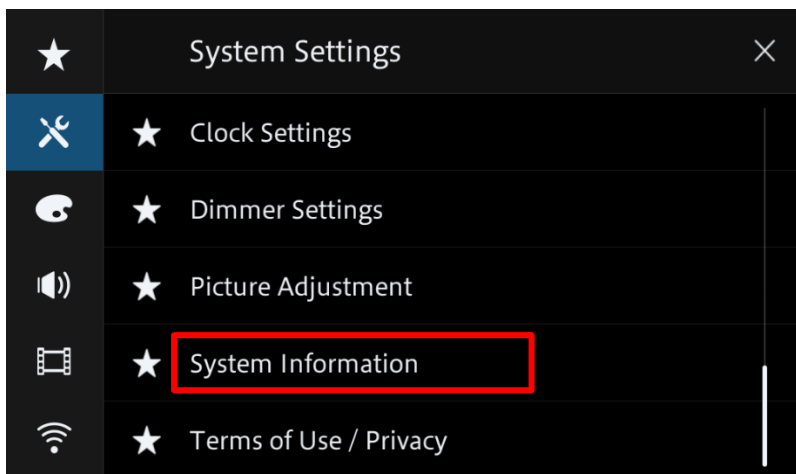 System Settings
Clock Settings
Dimmer Settings
Picture Adjustment
System Information
Terms of Use / Privacy